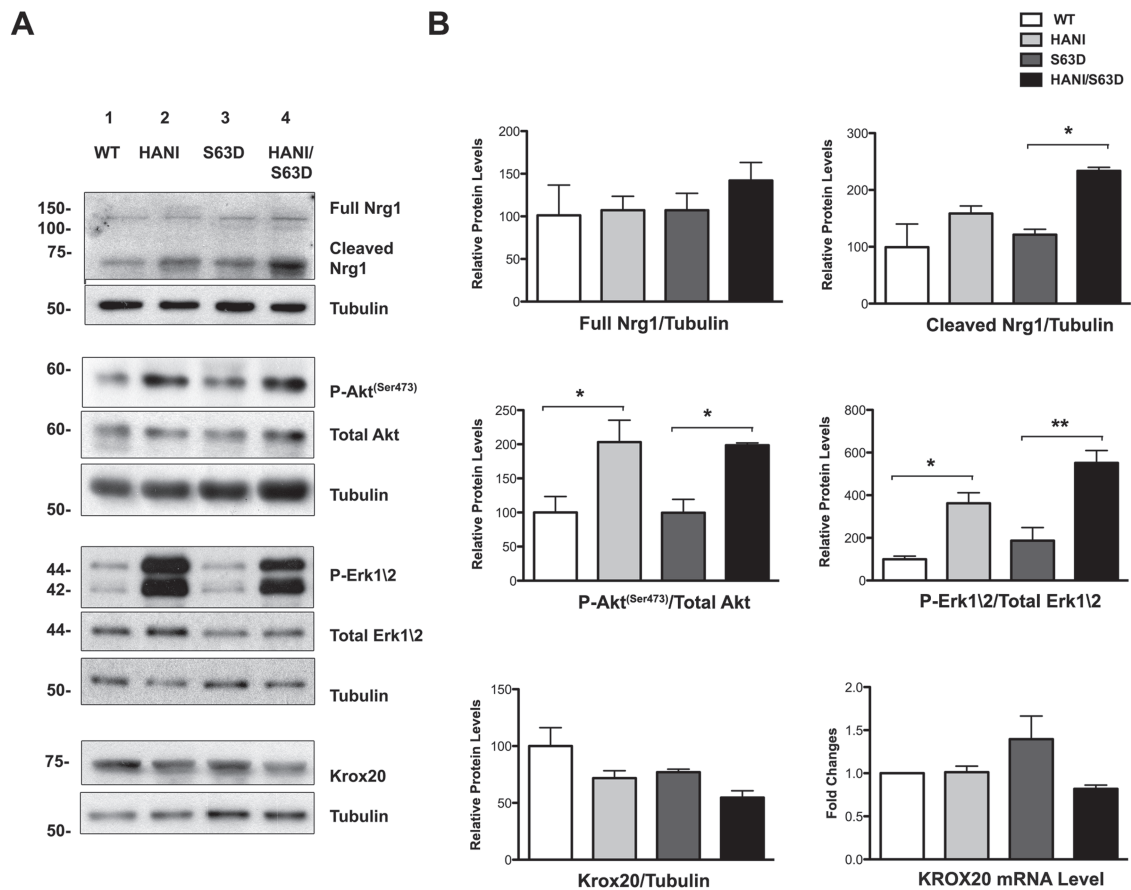 A
1 2 3 4
WT HANI S63D HANI/
S63D
150-
100-
75-
Full Nrg1
Cleaved
Nrg1
50-
Tubulin
60-
P-Akt(Ser473)
60-
Total Akt
50-
Tubulin
44-
42-
P-Erk1\2
44-
Total Erk1\2
50-
Tubulin
75-
Krox20
50-
Tubulin
B
WT
HANI
S63D
HANI/S63D
Relative Protein Levels
200
150
100
50
0
Full Nrg1/Tubulin
Relative Protein Levels
300
200
100
0
*
Cleaved Nrg1/Tubulin
Relative Protein Levels
250
200
150
100
50
0
*
*
P-Akt(Ser473)/Total Akt
Relative Protein Levels
800
600
400
200
0
*
**
P-Erk1\2/Total Erk1\2
Relative Protein Levels
150
100
50
0
Krox20/Tubulin
Fold Changes
2.0
1.5
1.0
0.5
0.0
KROX20 mRNA Level